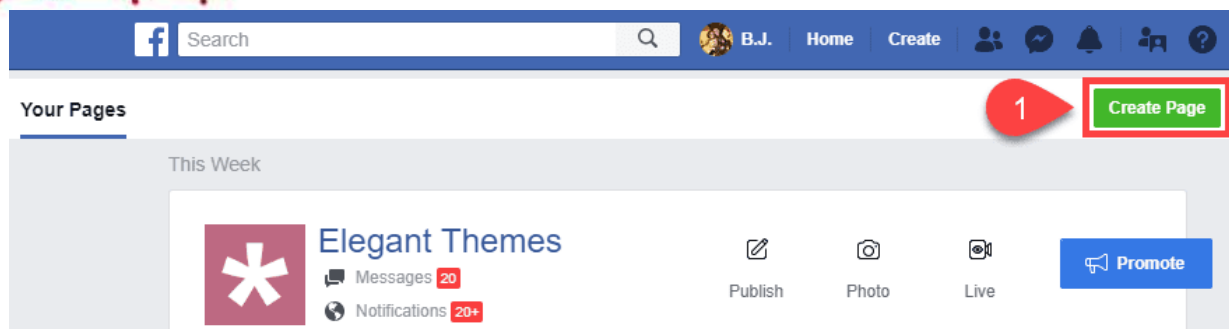 Search B.J. Home Create
Your Pages 1 Create Page
This Week
Elegant Themes
Messages 20
Notifications 20+
Publish Photo Live Promote